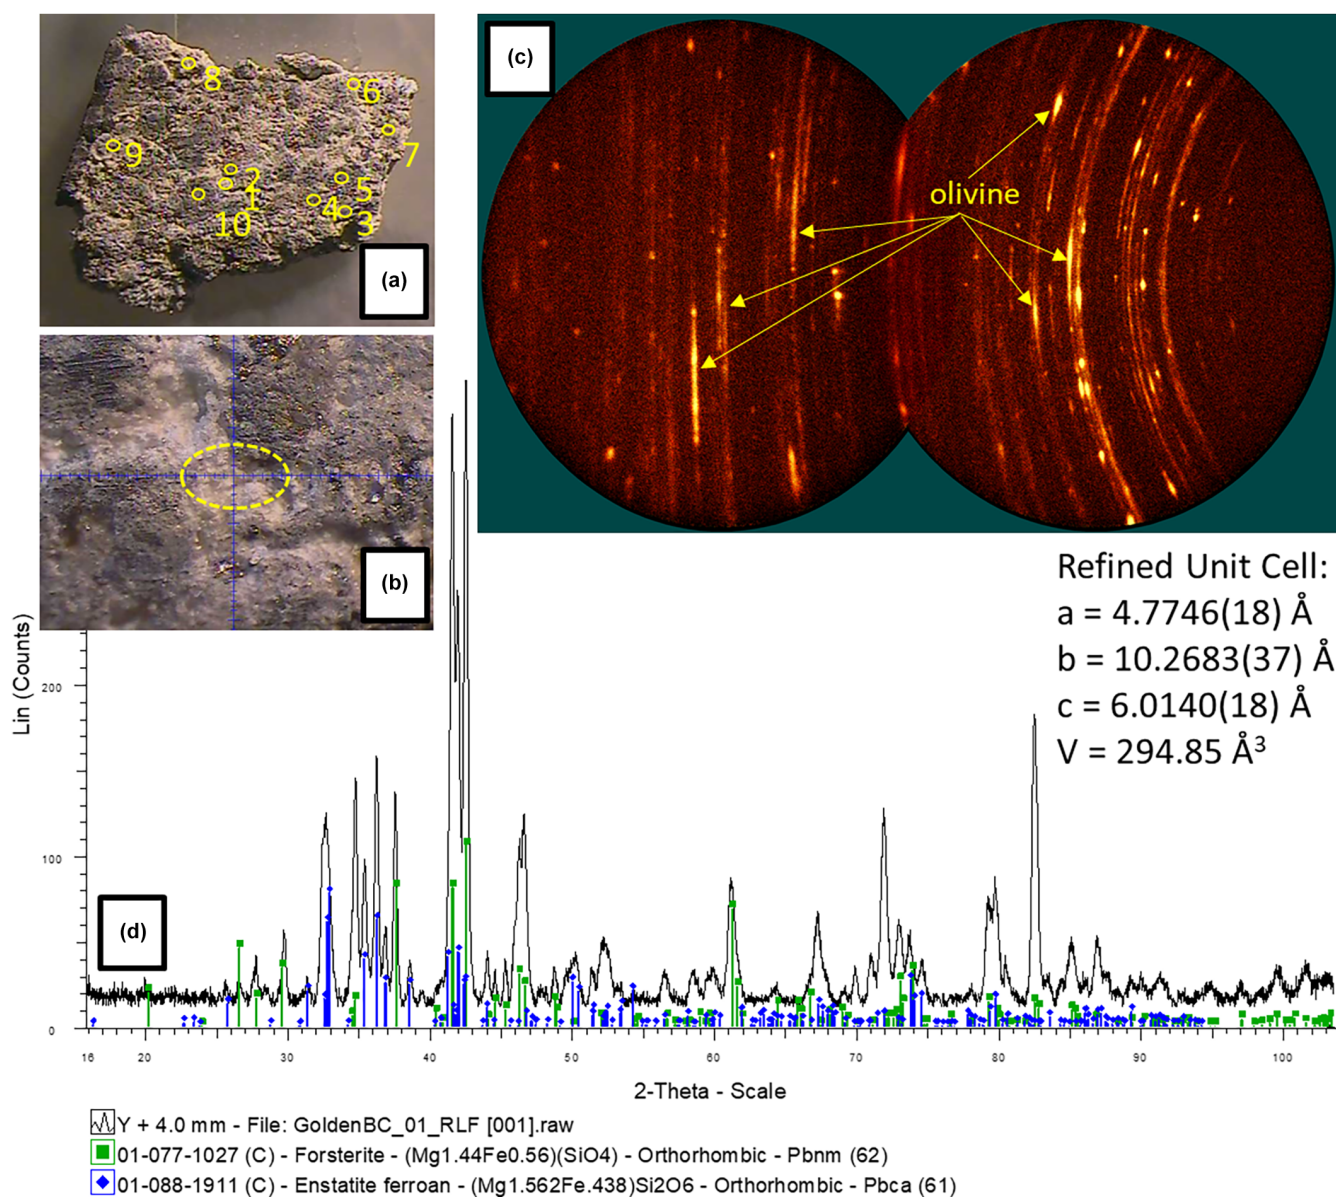 8
6
9
7
2
5
1
4
10
3
(a)
(b)
(c)
olivine
Refined Unit Cell:
a = 4.7746(18) Å
b = 10.2683(37) Å
c = 6.0140(18) Å
V = 294.85 Å³
Lin (Counts)
200
100
0
(d)
16 20 30 40 50 60 70 80 90 100
2-Theta - Scale
Y + 4.0 mm - File: GoldenBC_01_RLF [001].raw
01-077-1027 (C) - Forsterite - (Mg1.44Fe0.56)(SiO4) - Orthorhombic - Pbnm (62)
01-088-1911 (C) - Enstatite ferroan - (Mg1.562Fe.438)Si2O6 - Orthorhombic - Pbca (61)